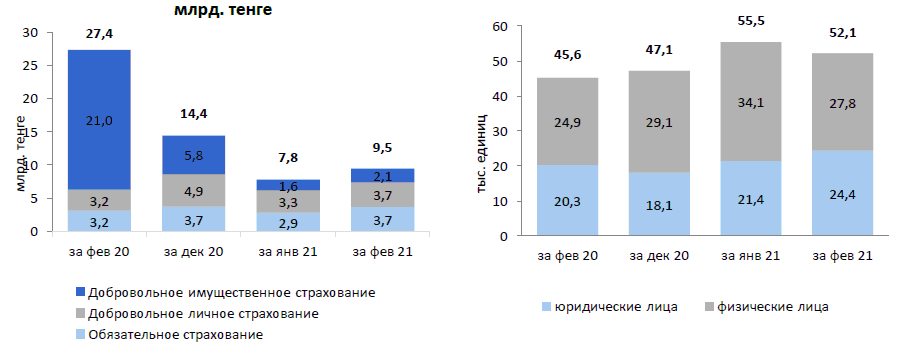 млрд. тенге
млрд. тенге
30
25
20
15
10
5
0
27,4
21,0
3,2
3,2
14,4
5,8
4,9
3,7
7,8
1,6
3,3
2,9
9,5
2,1
3,7
3,7
за фев 20
за дек 20
за янв 21
за фев 21
Добровольное имущественное страхование
Добровольное личное страхование
Обязательное страхование
тыс. единиц
60
50
40
30
20
10
0
45,6
24,9
20,3
47,1
29,1
18,1
55,5
34,1
21,4
52,1
27,8
24,4
за фев 20
за дек 20
за янв 21
за фев 21
юридические лица
физические лица